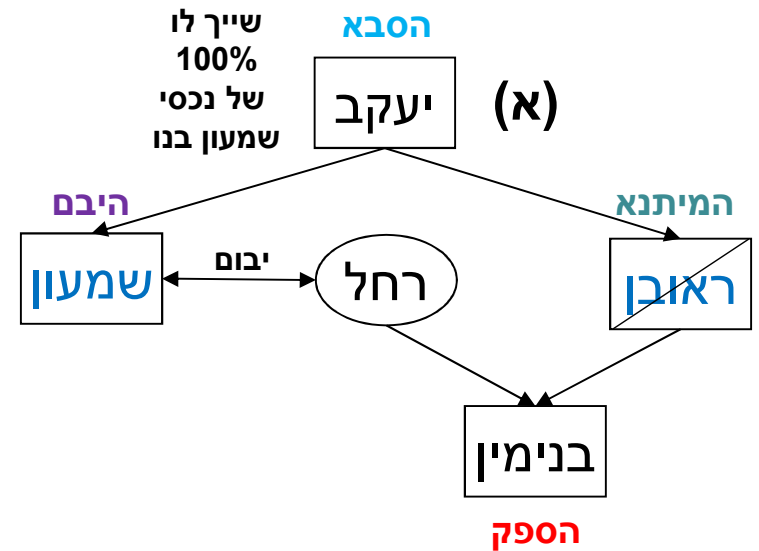 הסבא
(א)
יעקב
שייך לו
100%
של נכסי
שמעון בנו
המיתנא
היבם
ראובן
רחל
יבום
שמעון
בנימין
הספק